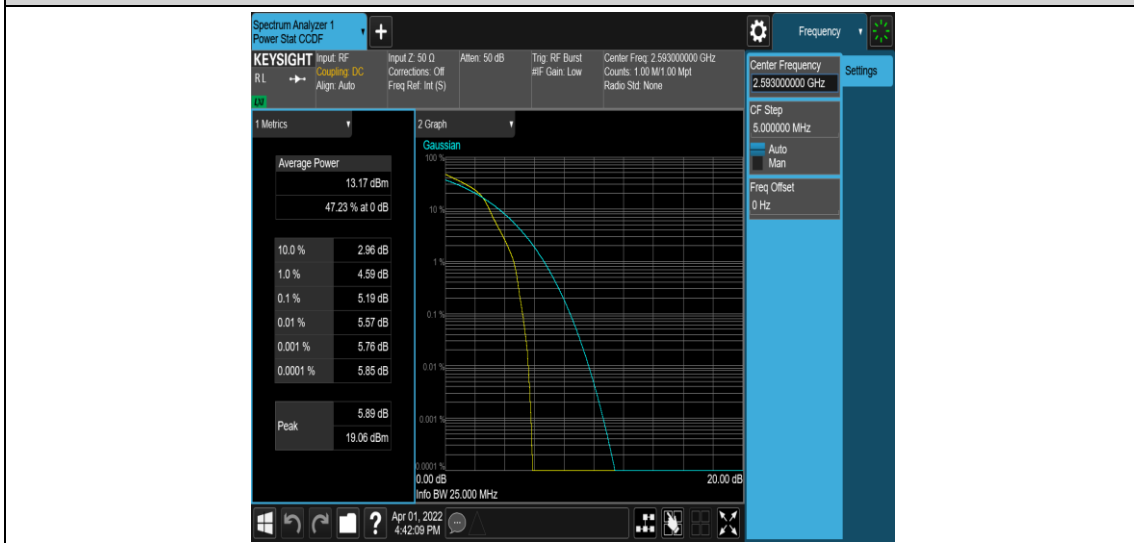 Spectrum Analyzer 1
Power Stat CCDF
+
Frequency
KEYSIGHT
RL
LXI
Input: RF
Coupling: DC
Align: Auto
Input Z: 50 Ω
Corrections: Off
Freq Ref: Int (S)
Atten: 50 dB
Trig: RF Burst
#IF Gain: Low
Center Freq: 2.593000000 GHz
Counts: 1.00 M/1.00 Mpt
Radio Std: None
Center Frequency
2.593000000 GHz
Settings
CF Step
5.000000 MHz
Auto
Man
Freq Offset
0 Hz
1 Metrics
Average Power
13.17 dBm
47.23 % at 0 dB
10.0 % 2.96 dB
1.0 % 4.59 dB
0.1 % 5.19 dB
0.01 % 5.57 dB
0.001 % 5.76 dB
0.0001 % 5.85 dB
Peak
5.89 dB
19.06 dBm
2 Graph
Gaussian
100 %
10 %
1 %
0.1 %
0.01 %
0.001 %
0.0001 %
0.00 dB 20.00 dB
Info BW 25.000 MHz
?
Apr 01, 2022
4:42:09 PM